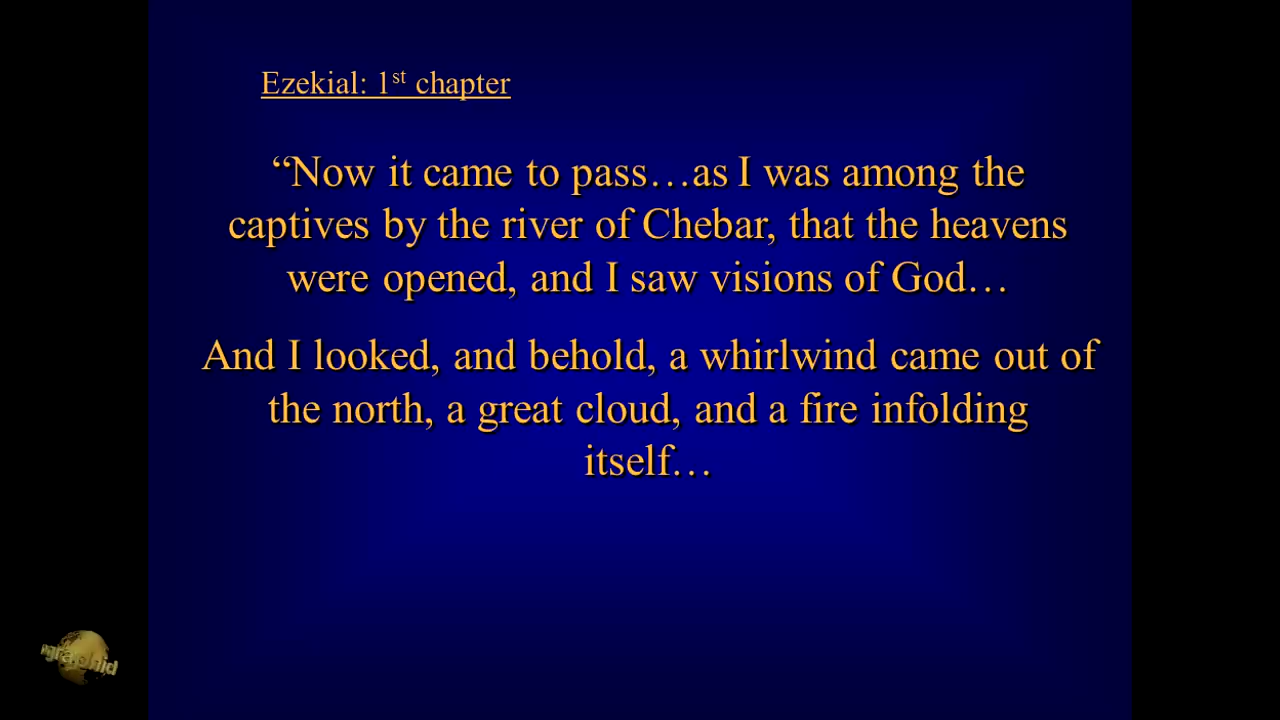 Ezekial: 1st chapter
“Now it came to pass…as I was among the
captives by the river of Chebar, that the heavens
were opened, and I saw visions of God…
And I looked, and behold, a whirlwind came out of
the north, a great cloud, and a fire infolding
itself…